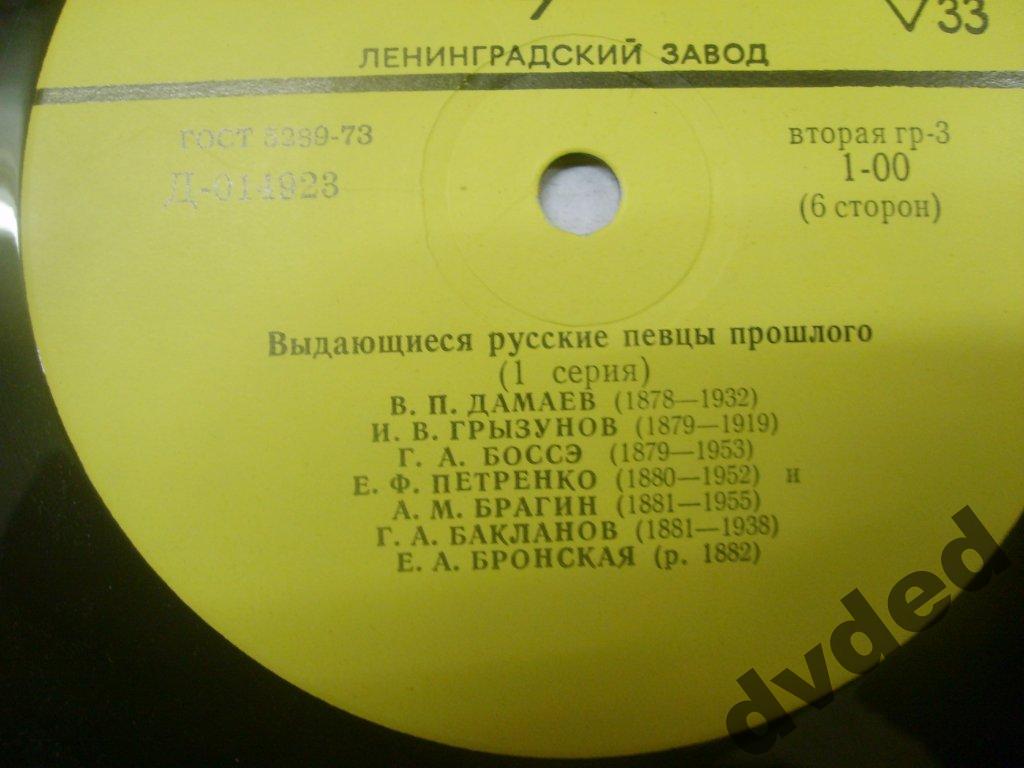 ▽33
ЛЕНИНГРАДСКИЙ ЗАВОД
ГОСТ 5289-73
Д-014923
вторая гр-3
1-00
(6 сторон)
Выдающиеся русские певцы прошлого
(1 серия)
В. П. ДАМАЕВ (1878—1932)
И. В. ГРЫЗУНОВ (1879—1919)
Г. А. БОССЭ (1879—1953)
Е. Ф. ПЕТРЕНКО (1880—1952) и
А. М. БРАГИН (1881—1955)
Г. А. БАКЛАНОВ (1881—1938)
Е. А. БРОНСКАЯ (р. 1882)
dvded